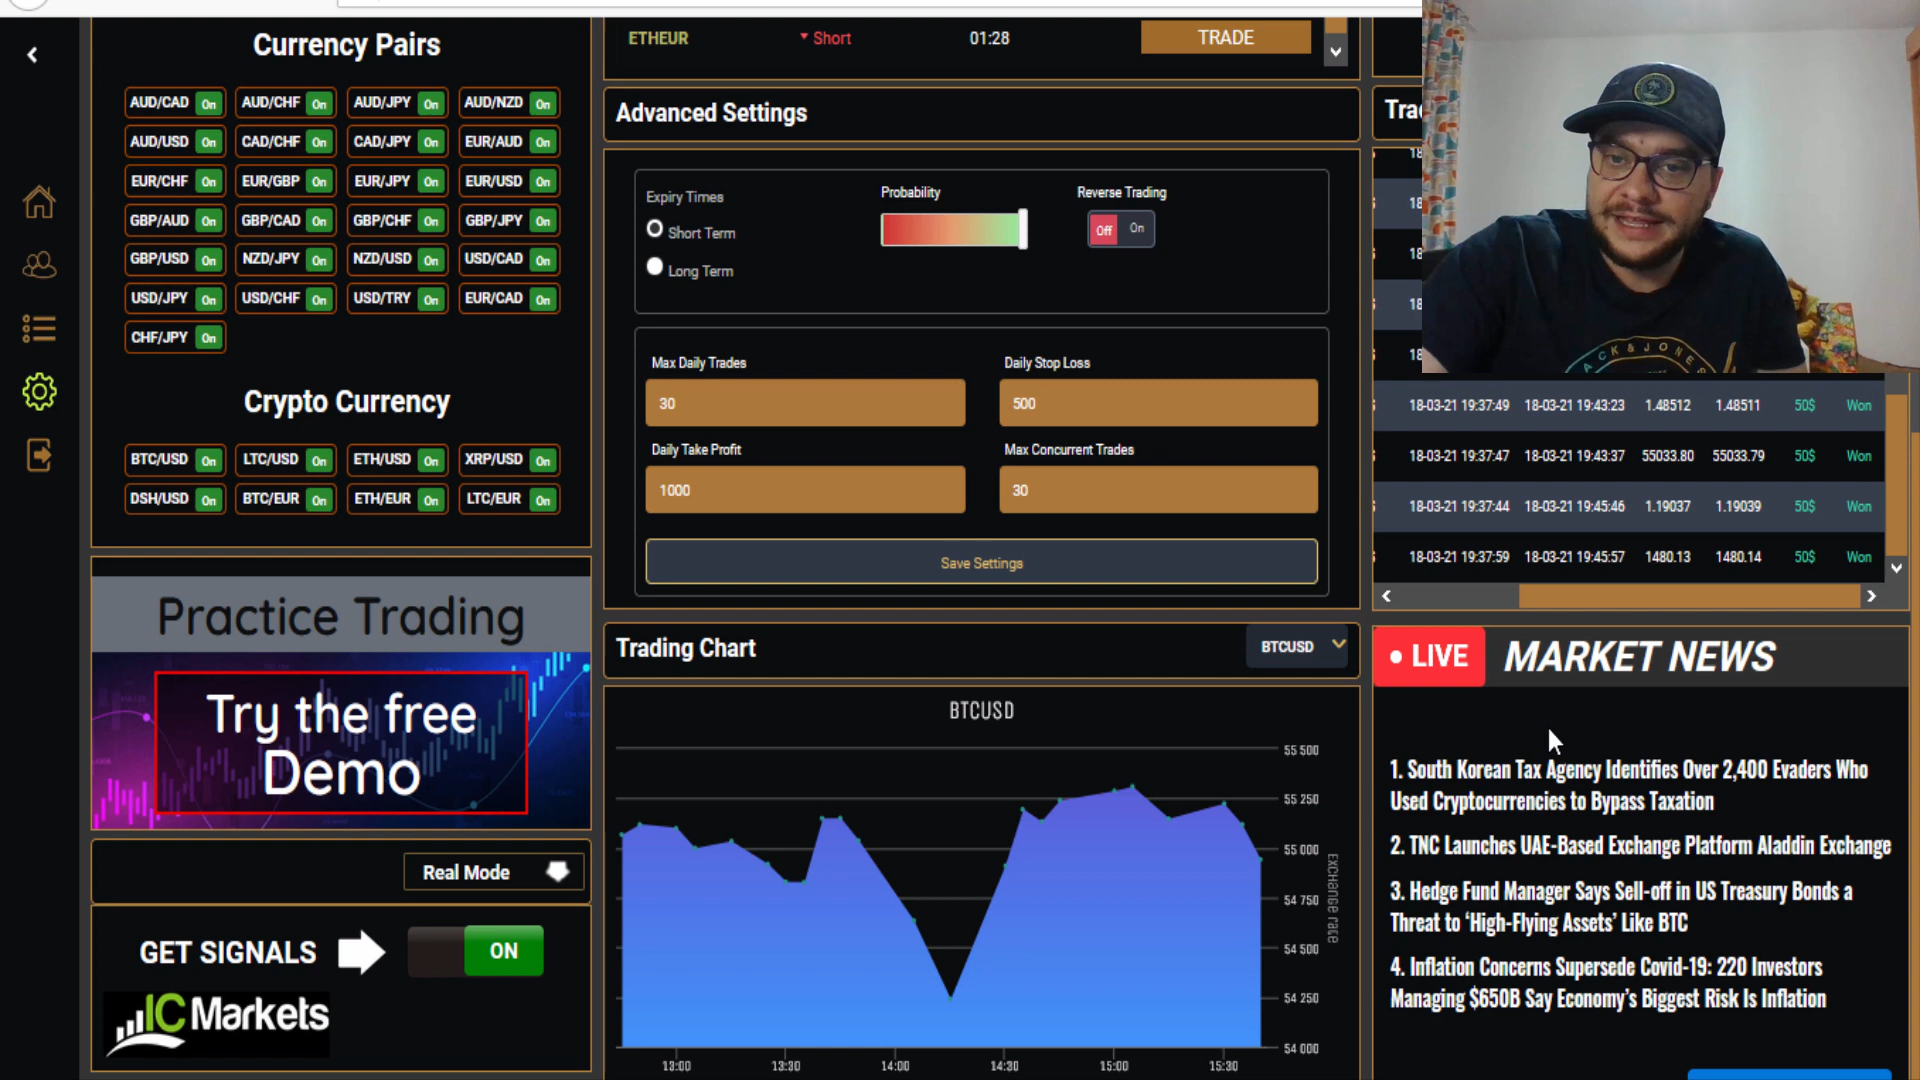 Currency Pairs
AUD/CAD On AUD/CHF On AUD/JPY On AUD/NZD On
AUD/USD On CAD/CHF On CAD/JPY On EUR/AUD On
EUR/CHF On EUR/GBP On EUR/JPY On EUR/USD On
GBP/AUD On GBP/CAD On GBP/CHF On GBP/JPY On
GBP/USD On NZD/JPY On NZD/USD On USD/CAD On
USD/JPY On USD/CHF On USD/TRY On EUR/CAD On
CHF/JPY On
Crypto Currency
BTC/USD On LTC/USD On ETH/USD On XRP/USD On
DSH/USD On BTC/EUR On ETH/EUR On LTC/EUR On
Practice Trading
Try the free
Demo
Real Mode
GET SIGNALS ON
IC Markets
ETHEUR Short 01:28 TRADE
Advanced Settings
Expiry Times
Short Term
Long Term
Probability
Reverse Trading
Off On
Max Daily Trades
30
Daily Stop Loss
500
Daily Take Profit
1000
Max Concurrent Trades
30
Save Settings
Trading Chart BTCUSD
BTCUSD
55 500
55 250
55 000
54 750
54 500
54 250
54 000
Exchange rate
13:00 13:30 14:00 14:30 15:00 15:30
18-03-21 19:37:49 18-03-21 19:43:23 1.48512 1.48511 50$ Won
18-03-21 19:37:47 18-03-21 19:43:37 55033.80 55033.79 50$ Won
18-03-21 19:37:44 18-03-21 19:45:46 1.19037 1.19039 50$ Won
18-03-21 19:37:59 18-03-21 19:45:57 1480.13 1480.14 50$ Won
LIVE MARKET NEWS
1. South Korean Tax Agency Identifies Over 2,400 Evaders Who
Used Cryptocurrencies to Bypass Taxation
2. TNC Launches UAE-Based Exchange Platform Aladdin Exchange
3. Hedge Fund Manager Says Sell-off in US Treasury Bonds a
Threat to ‘High-Flying Assets’ Like BTC
4. Inflation Concerns Supersede Covid-19: 220 Investors
Managing $650B Say Economy’s Biggest Risk Is Inflation